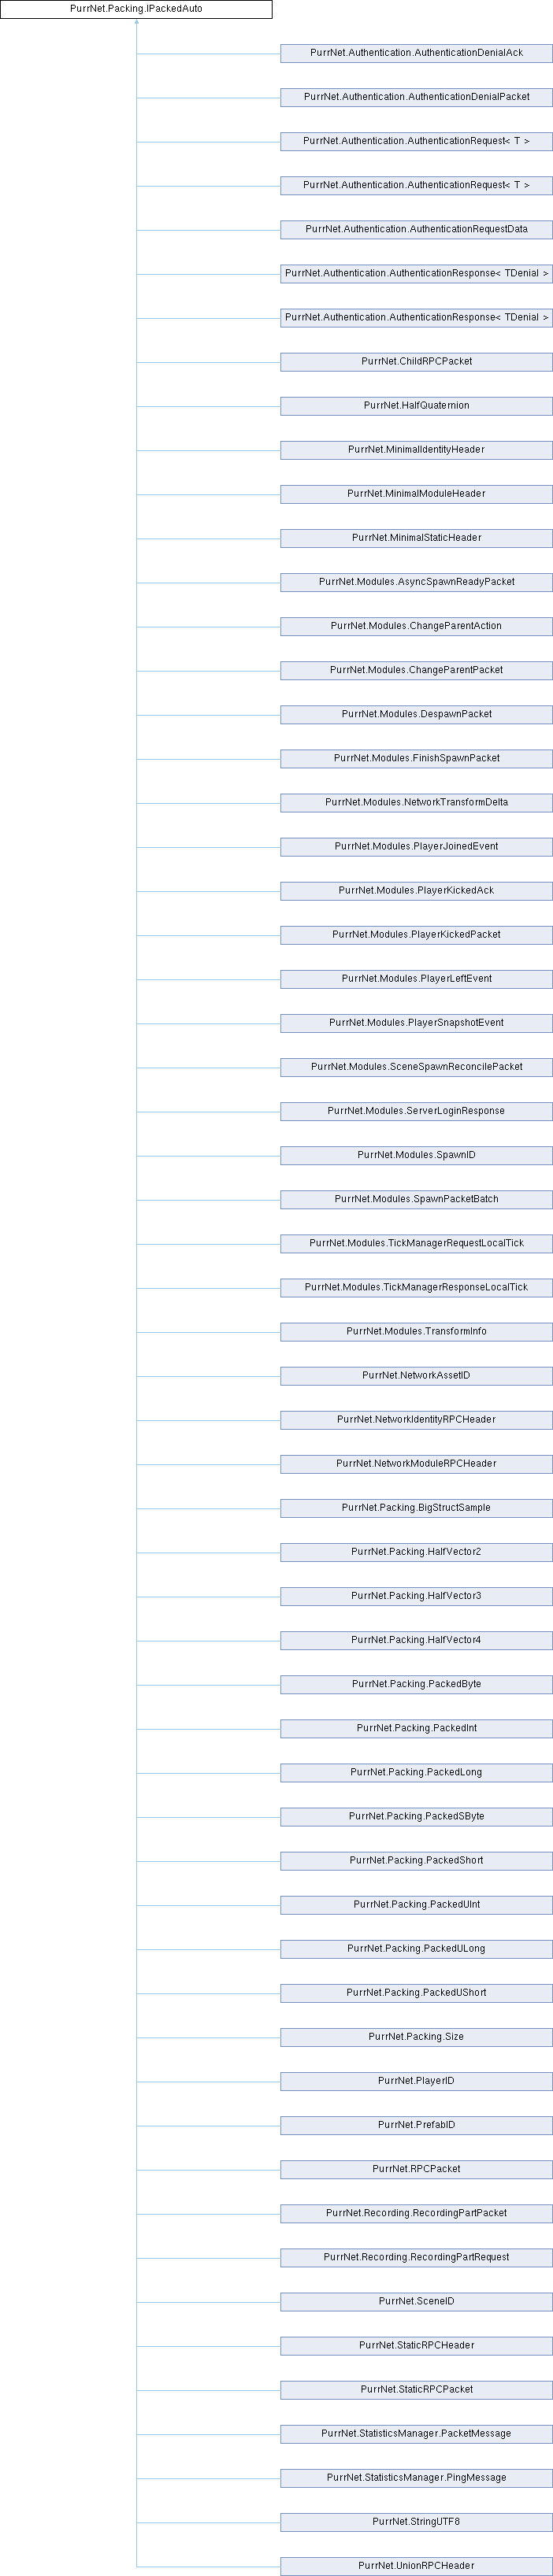 PurrNet.Packing.IPackedAuto
PurrNet.Authentication.AuthenticationDenialAck
PurrNet.Authentication.AuthenticationDenialPacket
PurrNet.Authentication.AuthenticationRequest< T >
PurrNet.Authentication.AuthenticationRequest< T >
PurrNet.Authentication.AuthenticationRequestData
PurrNet.Authentication.AuthenticationResponse< TDenial >
PurrNet.Authentication.AuthenticationResponse< TDenial >
PurrNet.ChildRPCPacket
PurrNet.HalfQuaternion
PurrNet.MinimalIdentityHeader
PurrNet.MinimalModuleHeader
PurrNet.MinimalStaticHeader
PurrNet.Modules.AsyncSpawnReadyPacket
PurrNet.Modules.ChangeParentAction
PurrNet.Modules.ChangeParentPacket
PurrNet.Modules.DespawnPacket
PurrNet.Modules.FinishSpawnPacket
PurrNet.Modules.NetworkTransformDelta
PurrNet.Modules.PlayerJoinedEvent
PurrNet.Modules.PlayerKickedAck
PurrNet.Modules.PlayerKickedPacket
PurrNet.Modules.PlayerLeftEvent
PurrNet.Modules.PlayerSnapshotEvent
PurrNet.Modules.SceneSpawnReconcilePacket
PurrNet.Modules.ServerLoginResponse
PurrNet.Modules.SpawnID
PurrNet.Modules.SpawnPacketBatch
PurrNet.Modules.TickManagerRequestLocalTick
PurrNet.Modules.TickManagerResponseLocalTick
PurrNet.Modules.TransformInfo
PurrNet.NetworkAssetID
PurrNet.NetworkIdentityRPCHeader
PurrNet.NetworkModuleRPCHeader
PurrNet.Packing.BigStructSample
PurrNet.Packing.HalfVector2
PurrNet.Packing.HalfVector3
PurrNet.Packing.HalfVector4
PurrNet.Packing.PackedByte
PurrNet.Packing.PackedInt
PurrNet.Packing.PackedLong
PurrNet.Packing.PackedSByte
PurrNet.Packing.PackedShort
PurrNet.Packing.PackedUInt
PurrNet.Packing.PackedULong
PurrNet.Packing.PackedUShort
PurrNet.Packing.Size
PurrNet.PlayerID
PurrNet.PrefabID
PurrNet.RPCPacket
PurrNet.Recording.RecordingPartPacket
PurrNet.Recording.RecordingPartRequest
PurrNet.SceneID
PurrNet.StaticRPCHeader
PurrNet.StaticRPCPacket
PurrNet.StatisticsManager.PacketMessage
PurrNet.StatisticsManager.PingMessage
PurrNet.StringUTF8
PurrNet.UnionRPCHeader